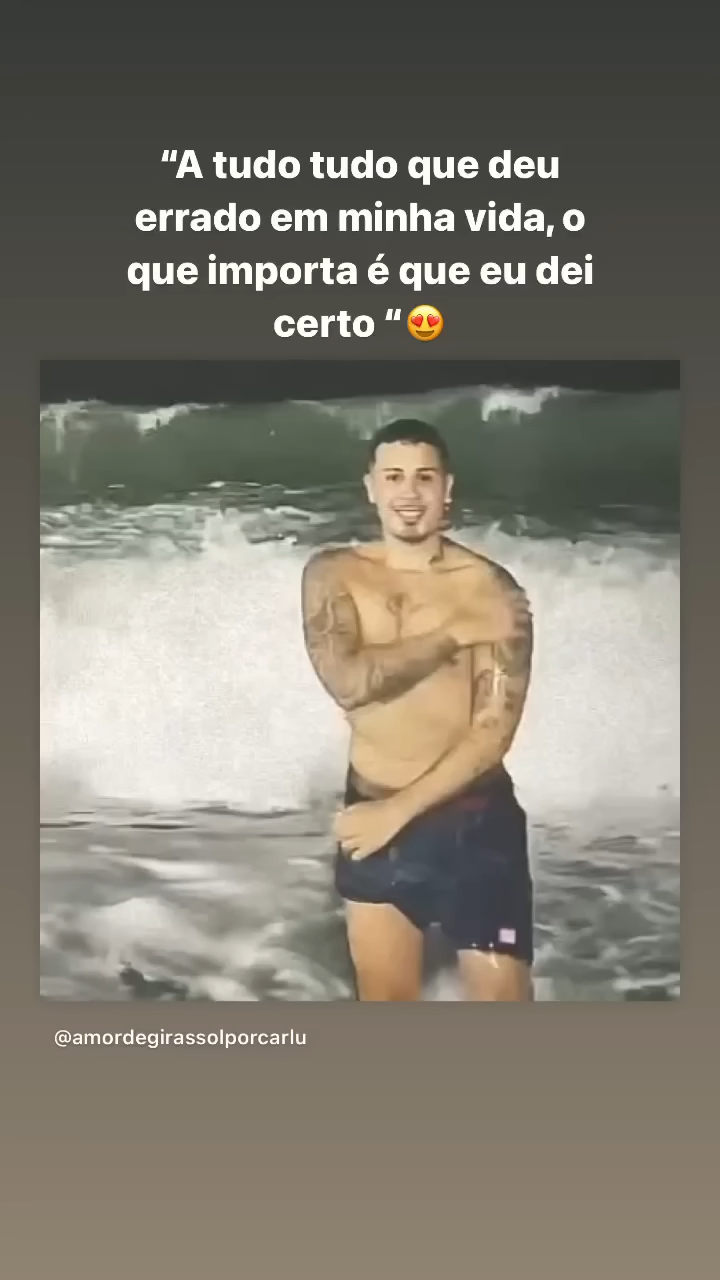 “A tudo tudo que deu
errado em minha vida, o
que importa é que eu dei
certo “😍
@amordegirassolporcarlu